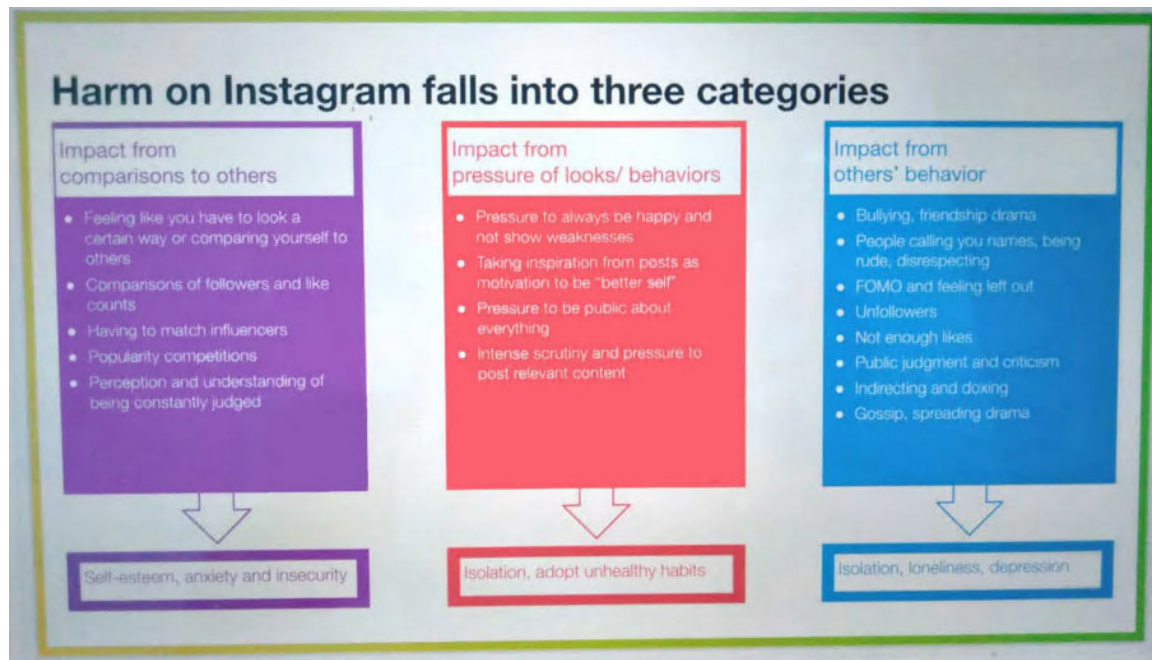 Harm on Instagram falls into three categories
Impact from
comparisons to others
• Feeling like you have to look a
certain way or comparing yourself to
others
• Comparisons of followers and like
counts
• Having to match influencers
• Popularity competitions
• Perception and understanding of
being constantly judged
Self-esteem, anxiety and insecurity
Impact from
pressure of looks/ behaviors
• Pressure to always be happy and
not show weaknesses
• Taking inspiration from posts as
motivation to be "better self"
• Pressure to be public about
everything
• Intense scrutiny and pressure to
post relevant content
Isolation, adopt unhealthy habits
Impact from
others' behavior
• Bullying, friendship drama
• People calling you names, being
rude, disrespecting
• FOMO and feeling left out
• Unfollowers
• Not enough likes
• Public judgment and criticism
• Indirecting and doxing
• Gossip, spreading drama
Isolation, loneliness, depression